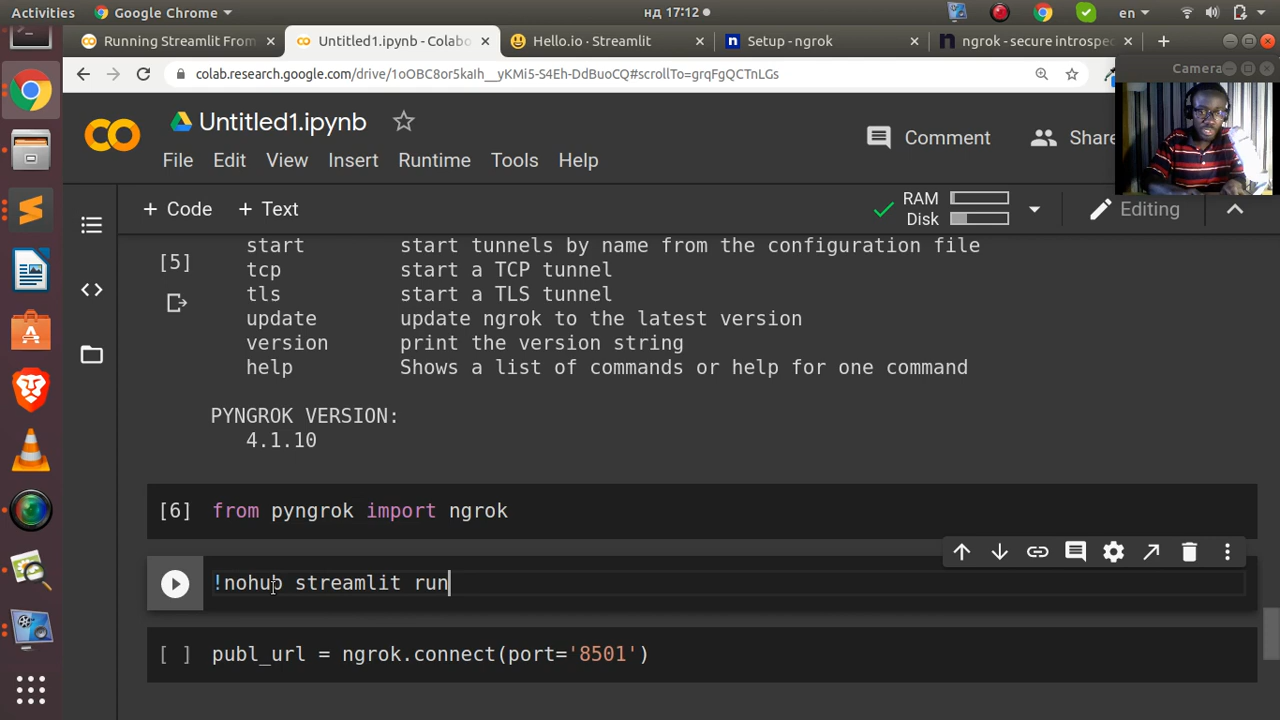 Activities Google Chrome нд 17:12 en
Running Streamlit From Untitled1.ipynb - Colabo Hello.io · Streamlit Setup - ngrok ngrok - secure introspec
colab.research.google.com/drive/1oOBC8or5kaIh__yKMi5-S4Eh-DdBuoCQ#scrollTo=grqFgQCTnLGs
Camera
Untitled1.ipynb
Comment Share
File Edit View Insert Runtime Tools Help
+ Code + Text RAM Disk Editing
[5] start start tunnels by name from the configuration file
tcp start a TCP tunnel
tls start a TLS tunnel
update update ngrok to the latest version
version print the version string
help Shows a list of commands or help for one command
PYNGROK VERSION:
4.1.10
[6] from pyngrok import ngrok
!nohup streamlit run
[ ] publ_url = ngrok.connect(port='8501')